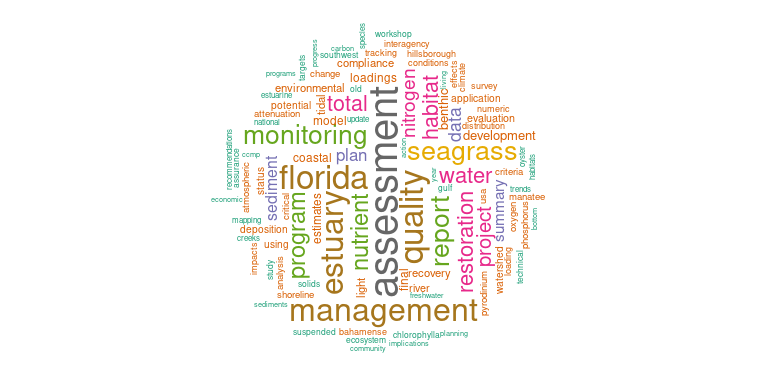 workshop
species
interagency
progress
carbon
southwest
tracking
hillsborough
targets
compliance
conditions
programs
change
loadings
living
effects
climate
environmental
old
survey
estuarine
potential
tidal
total
nitrogen
habitat
benthic
application
attenuation
model
update
data
numeric
national
evaluation
distribution
monitoring
development
recommendations
assurance
ccmp
coastal
plan
action
seagrass
oyster
habitats
atmospheric
status
sediment
florida
assessment
quality
year
water
criteria
trends
economic
critical
estimates
gulf
usa
manatee
mapping
program
estuary
nutrient
report
restoration
project
summary
oxygen
phosphorus
bottom
deposition
creeks
using
impacts
study
analysis
solids
light
final
recovery
river
watershed
loading
technical
shoreline
freshwater
pyrodinium
sediments
management
suspended
bahamense
chlorophylla
planning
ecosystem
implications
community